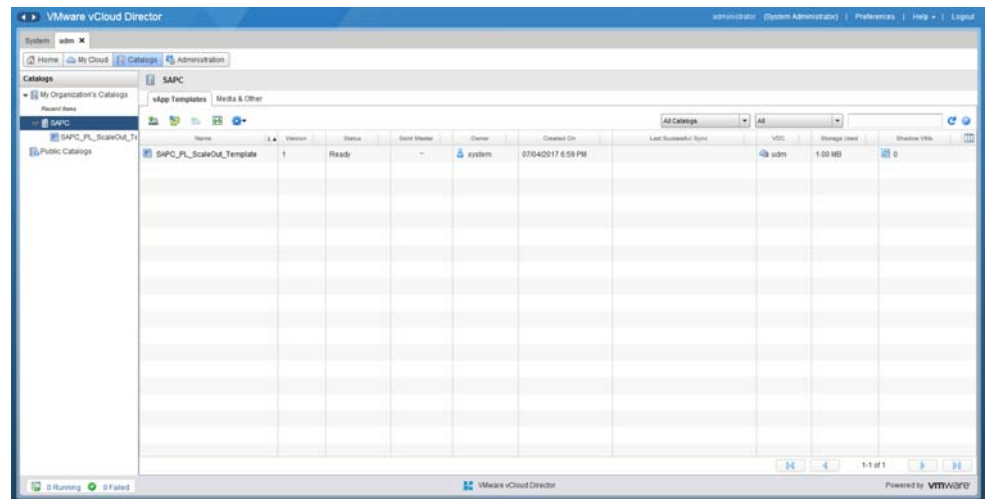 VMware vCloud Director
administrator (System Administrator) | Preferences | Help | Logout
System udm X
Home My Cloud Catalogs Administration
Catalogs
SAPC
My Organization's Catalogs
vApp Templates Media & Other
Recent Items
SAPC
All Catalogs All
SAPC_PL_ScaleOut_Te
Name 1 Version Status Gold Master Owner Created On Last Successful Sync VDC Storage Used Shadow VMs
Public Catalogs
SAPC_PL_ScaleOut_Template 1 Ready - system 07/04/2017 6:59 PM udm 1.00 MB 0
1-1 of 1
0 Running 0 Failed
VMware vCloud Director
Powered by vmware